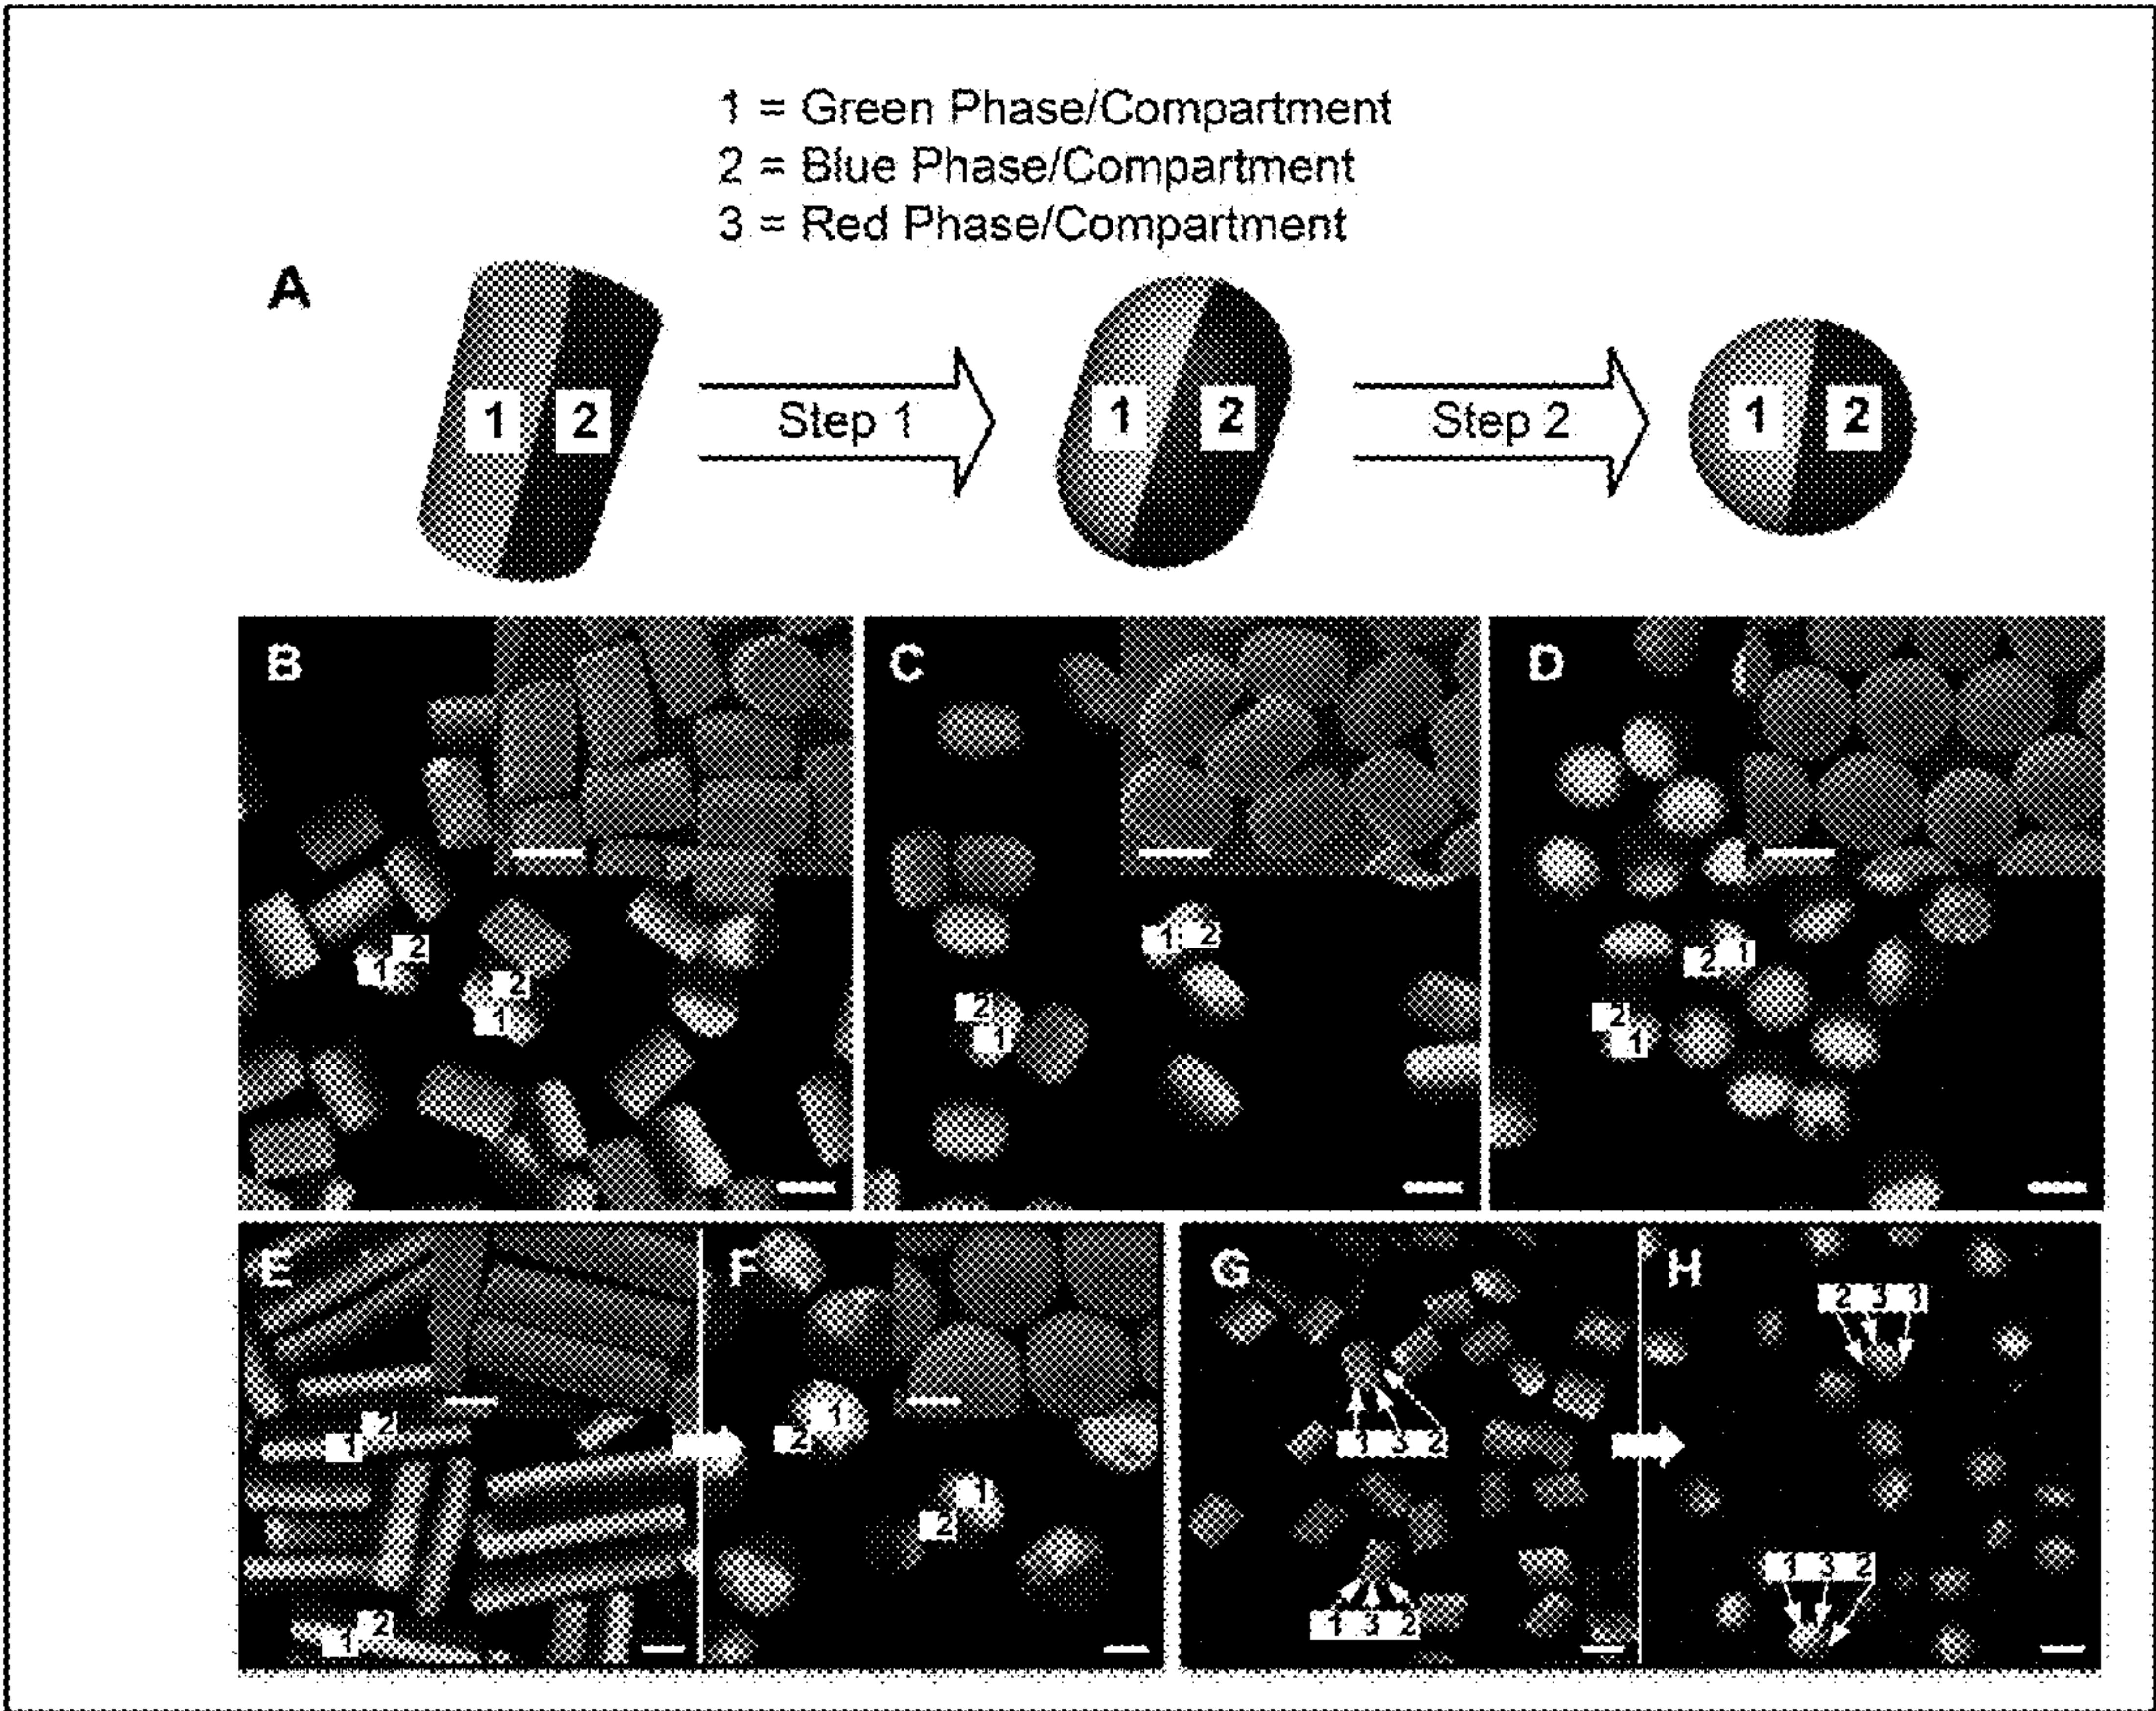 1 = Green Phase/Compartment
2 = Blue Phase/Compartment
3 = Red Phase/Compartment
A
1 2
Step 1
1 2
Step 2
1 2
B
C
D
2
1
2
1
1 2
2
1
2 1
2
1
E
F
G
H
2 3 1
2
1
1
2
1 3 2
1
2
2
1
1 3 2
1 3 2